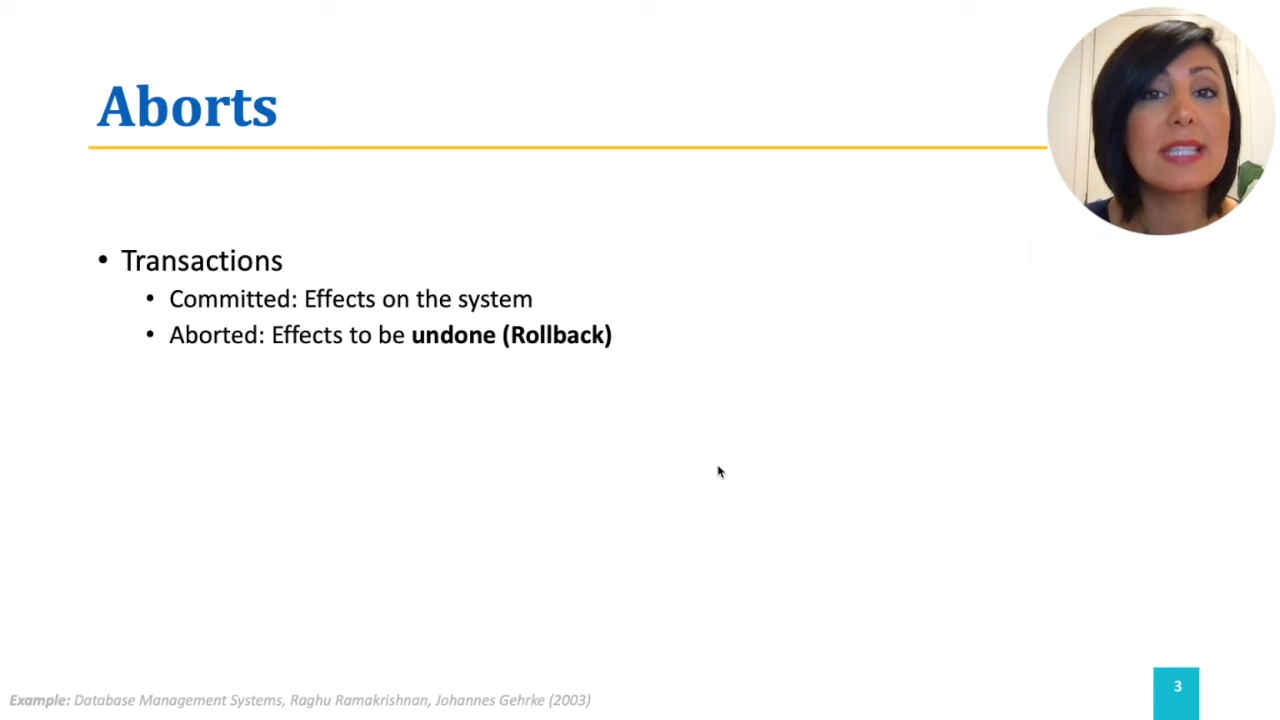 Aborts
• Transactions
• Committed: Effects on the system
• Aborted: Effects to be undone (Rollback)
Example: Database Management Systems, Raghu Ramakrishnan, Johannes Gehrke (2003)
3